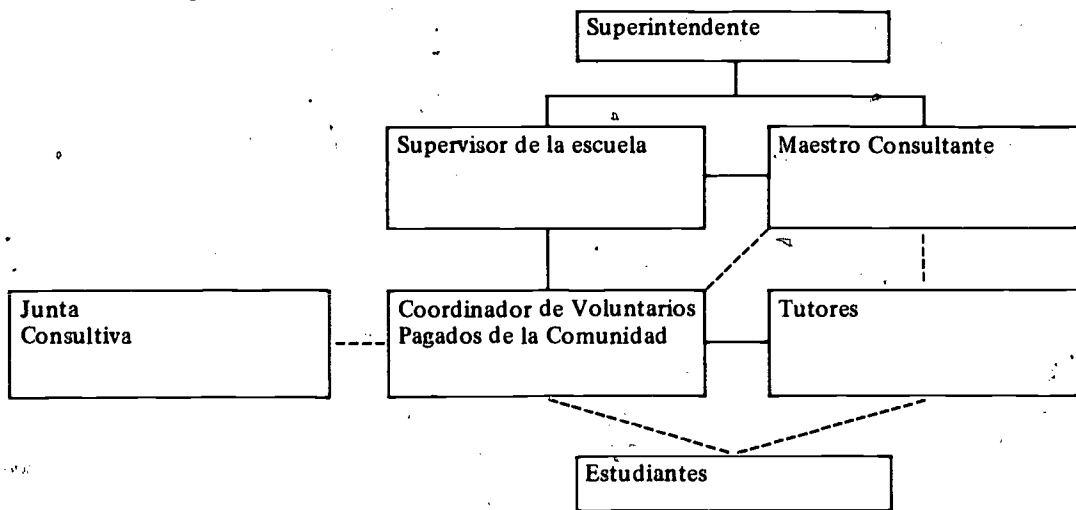 Superintendente
Supervisor de la escuela
Maestro Consultante
Junta
Consultiva
Coordinador de Voluntarios
Pagados de la Comunidad
Tutores
Estudiantes